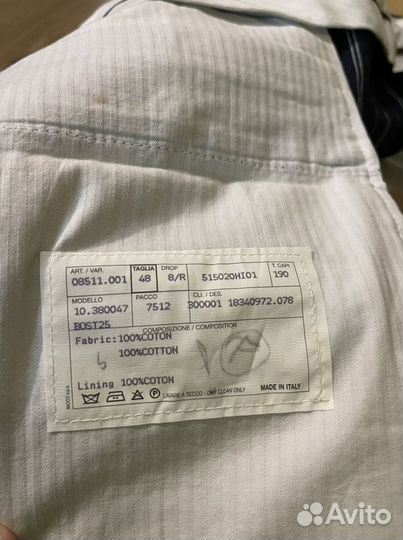 ART./ VAR. TAGLIA DROP T. CAPI
08511.001 48 8/R 515020HI01 190
MODELLO PACCO CLI./ DES.
10.380047 7512 300001 18340972.078
BOST25
COMPOSIZIONE / COMPOSITION
Fabric:100%COTON
100%COTTON
Lining 100%COTON
P LAVARE A SECCO - DRY CLEAN ONLY MADE IN ITALY
Avito